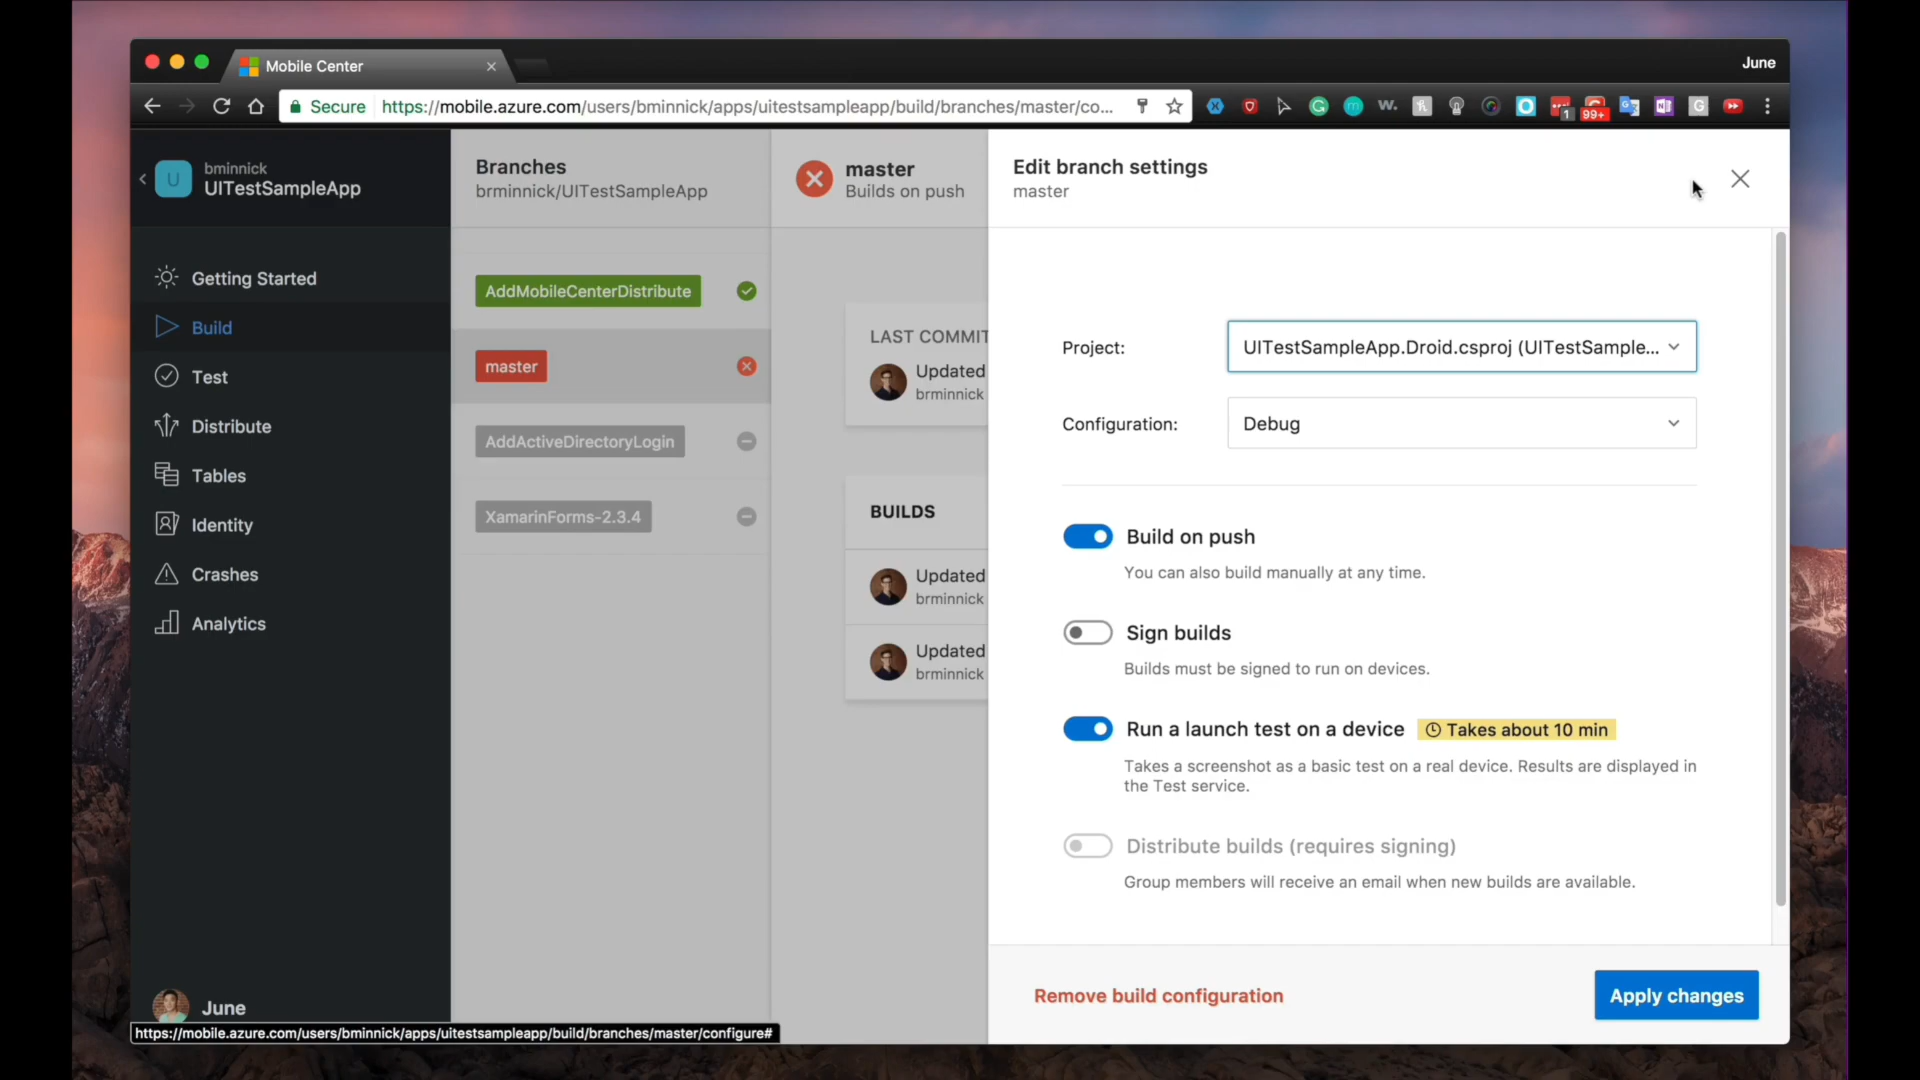 Mobile Center
June
Secure
https://mobile.azure.com/users/bminnick/apps/uitestsampleapp/build/branches/master/co...
w.
1
99+
bminnick
U
UITestSampleApp
Branches
brminnick/UITestSampleApp
master
Builds on push
Edit branch settings
master
Getting Started
Build
Test
Distribute
Tables
Identity
Crashes
Analytics
AddMobileCenterDistribute
master
AddActiveDirectoryLogin
XamarinForms-2.3.4
LAST COMMIT
Updated
brminnick
BUILDS
Updated
brminnick
Updated
brminnick
Project:
UITestSampleApp.Droid.csproj (UITestSample...
Configuration:
Debug
Build on push
You can also build manually at any time.
Sign builds
Builds must be signed to run on devices.
Run a launch test on a device
Takes about 10 min
Takes a screenshot as a basic test on a real device. Results are displayed in
the Test service.
Distribute builds (requires signing)
Group members will receive an email when new builds are available.
Remove build configuration
Apply changes
June
https://mobile.azure.com/users/bminnick/apps/uitestsampleapp/build/branches/master/configure#